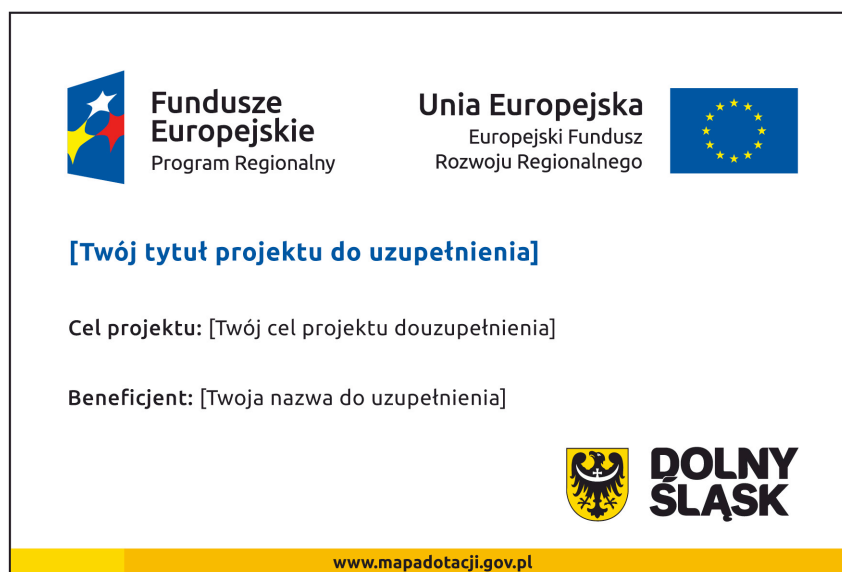 Fundusze
Europejskie
Program Regionalny
Unia Europejska
Europejski Fundusz
Rozwoju Regionalnego
[Twój tytuł projektu do uzupełnienia]
Cel projektu: [Twój cel projektu douzupełnienia]
Beneficjent: [Twoja nazwa do uzupełnienia]
DOLNY
ŚLĄSK
www.mapadotacji.gov.pl